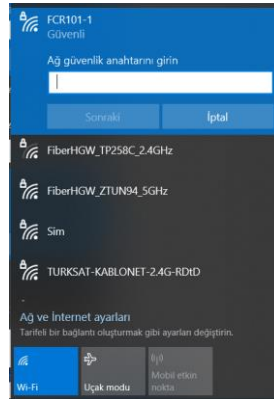 FCR101-1
Güvenli
Ağ güvenlik anahtarını girin
Sonraki
İptal
FiberHGW_TP258C_2.4GHz
FiberHGW_ZTUN94_5GHz
Sim
TURKSAT-KABLONET-2.4G-RDtD
Ağ ve İnternet ayarları
Tarifeli bir bağlantı oluşturmak gibi ayarları değiştirin.
Wi-Fi
Uçak modu
Mobil etkin
nokta